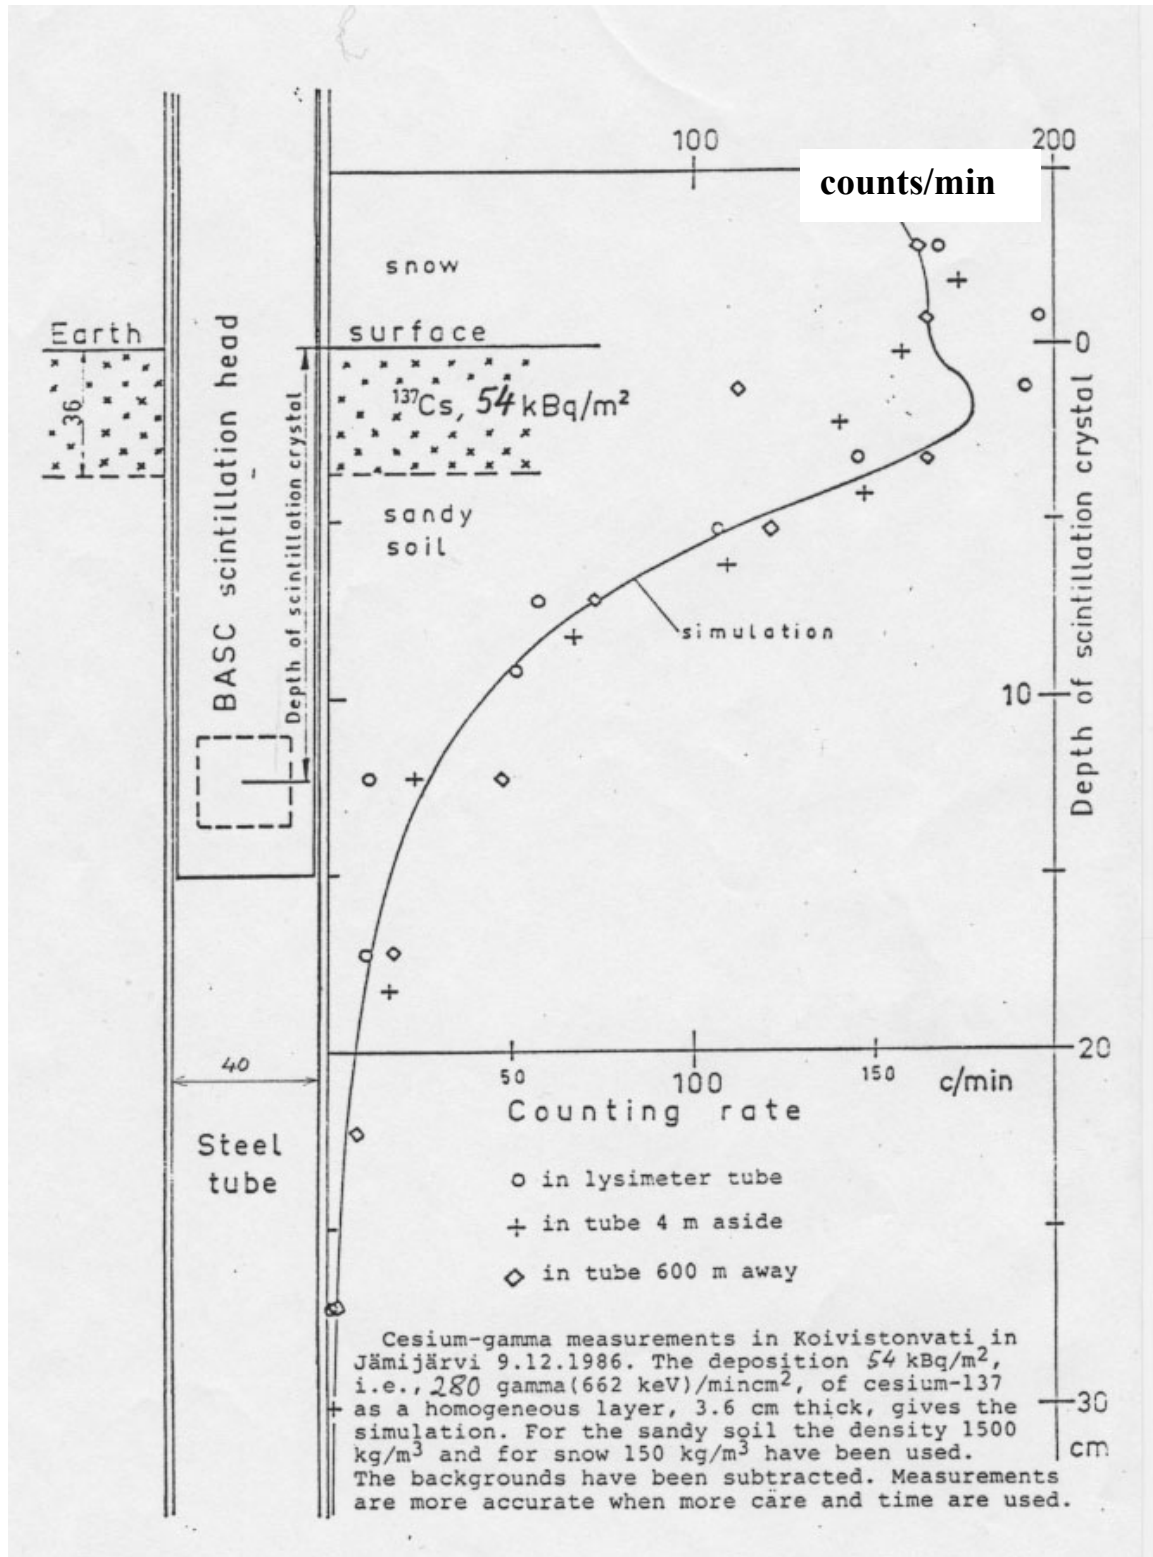 100
200
counts/min
snow
Earth
surface
0
36
¹³⁷Cs, 54 kBq/m²
BASC scintillation head
Depth of scintillation crystal
Depth of scintillation crystal
sandy
soil
simulation
10
20
40
50
100
150
c/min
Counting rate
Steel
tube
o in lysimeter tube
+ in tube 4 m aside
◇ in tube 600 m away
Cesium-gamma measurements in Koivistonvati in
Jämijärvi 9.12.1986. The deposition 54 kBq/m²,
i.e., 280 gamma(662 keV)/mincm², of cesium-137
as a homogeneous layer, 3.6 cm thick, gives the
simulation. For the sandy soil the density 1500
kg/m³ and for snow 150 kg/m³ have been used.
The backgrounds have been subtracted. Measurements
are more accurate when more care and time are used.
30
cm